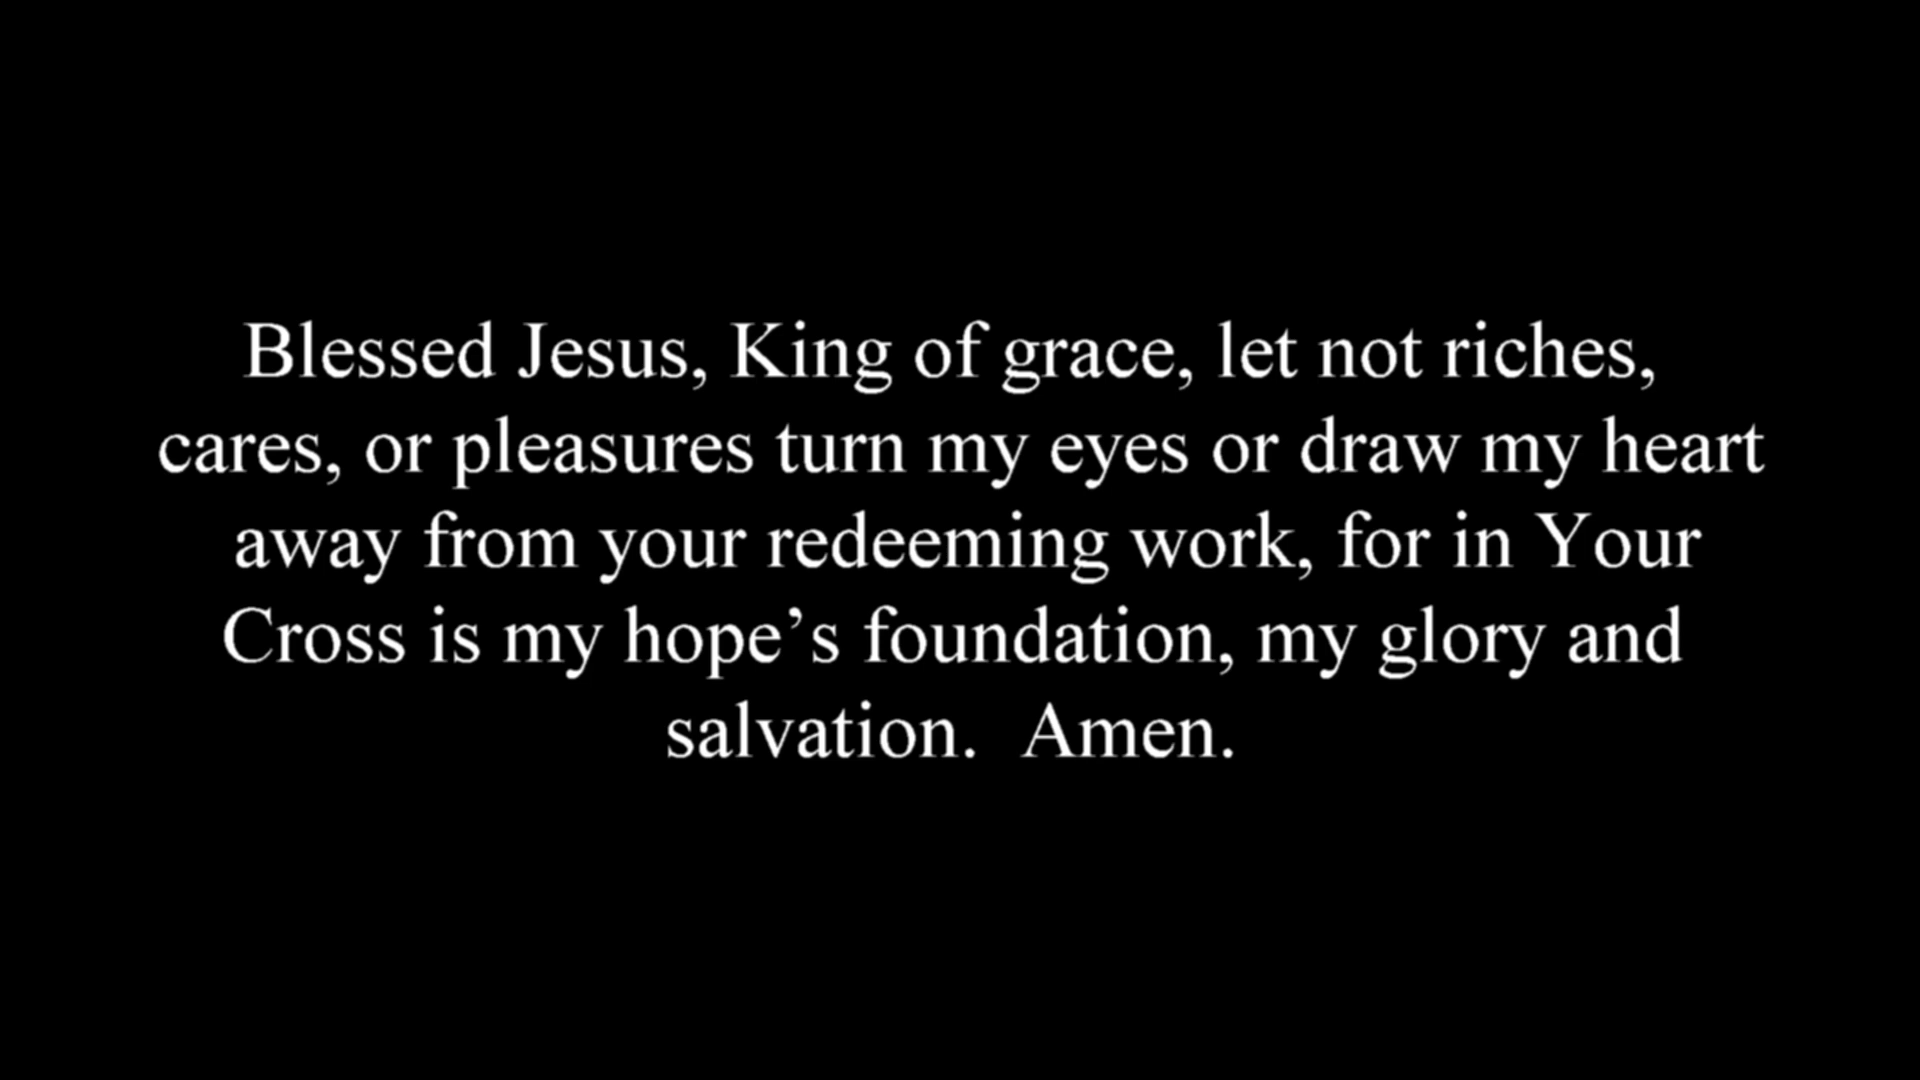 Blessed Jesus, King of grace, let not riches,
cares, or pleasures turn my eyes or draw my heart
away from your redeeming work, for in Your
Cross is my hope’s foundation, my glory and
salvation.  Amen.